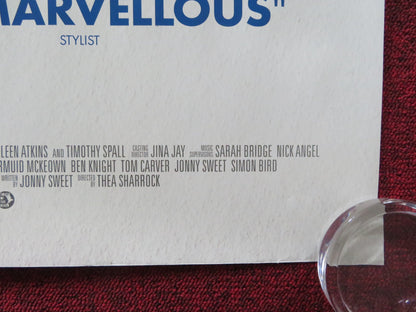 MARVELLOUS"
STYLIST
LEEN ATKINS AND TIMOTHY SPALL CASTING DIRECTOR JINA JAY MUSIC SUPERVISORS SARAH BRIDGE NICK ANGEL
RMUID MCKEOWN BEN KNIGHT TOM CARVER JONNY SWEET SIMON BIRD
WRITTEN BY JONNY SWEET DIRECTED BY THEA SHARROCK